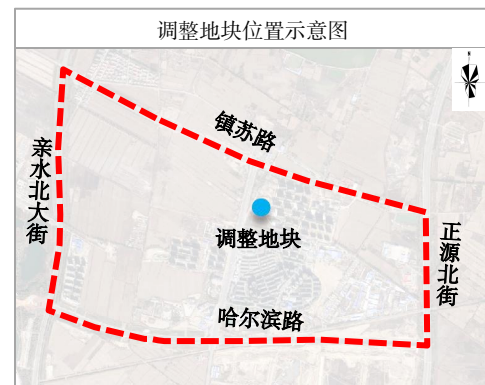 调整地块位置示意图
N
镇苏路
亲水北大街
调整地块
正源北街
哈尔滨路